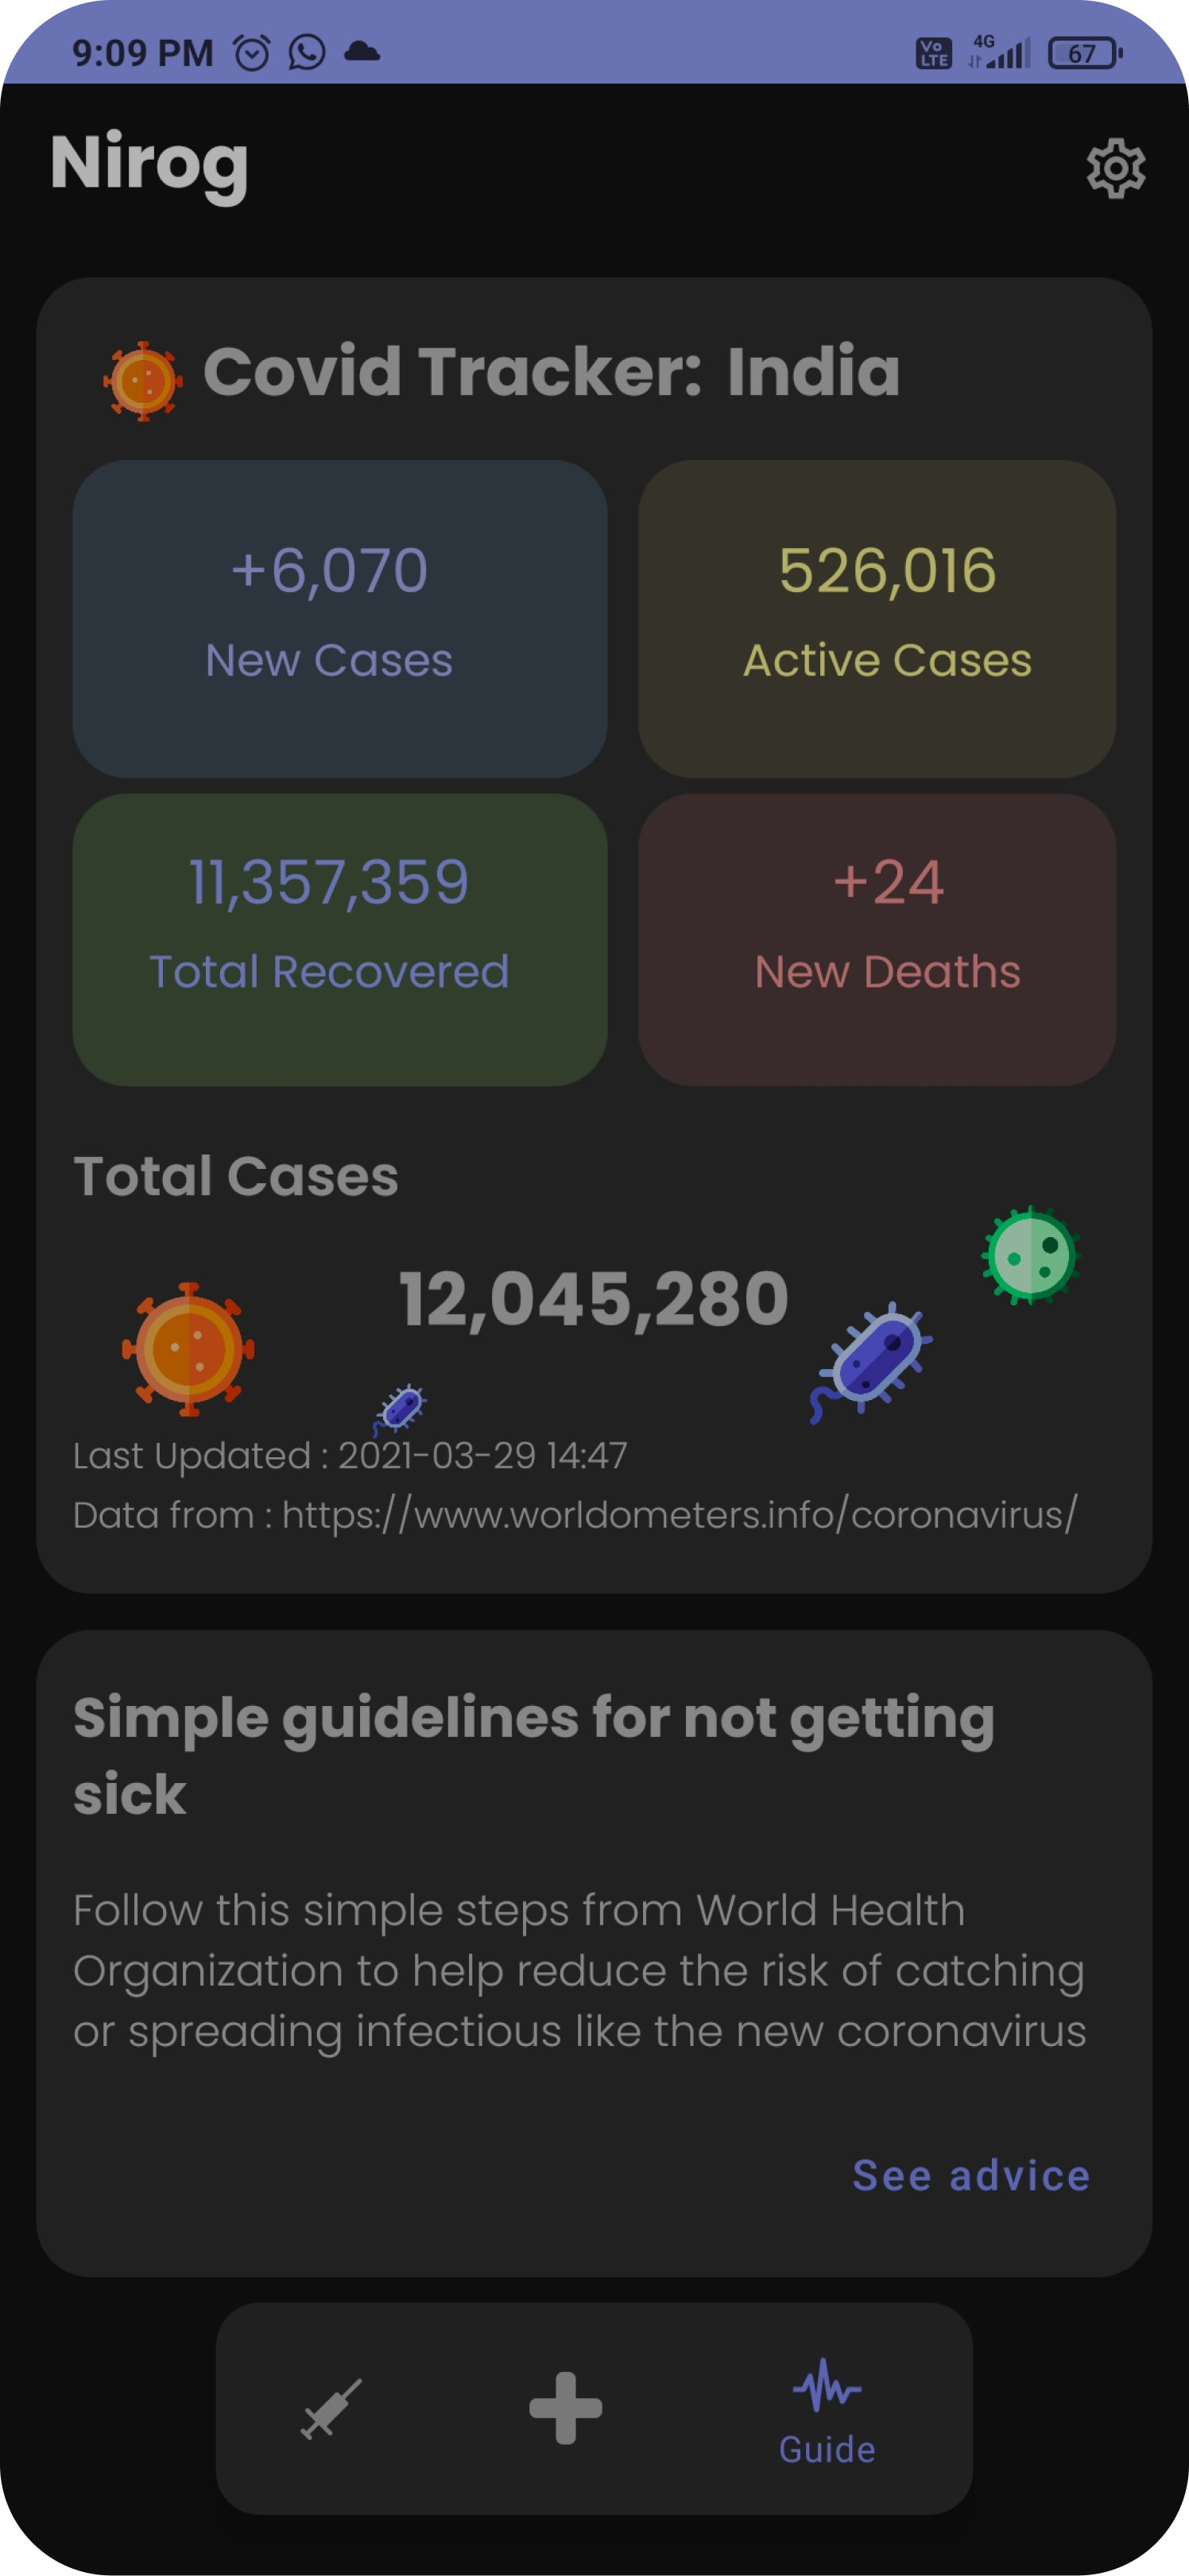 9:09 PM
Vo LTE 4G 67
Nirog
Covid Tracker: India
+6,070
New Cases
526,016
Active Cases
11,357,359
Total Recovered
+24
New Deaths
Total Cases
12,045,280
Last Updated : 2021-03-29 14:47
Data from : https://www.worldometers.info/coronavirus/
Simple guidelines for not getting
sick
Follow this simple steps from World Health
Organization to help reduce the risk of catching
or spreading infectious like the new coronavirus
See advice
Guide